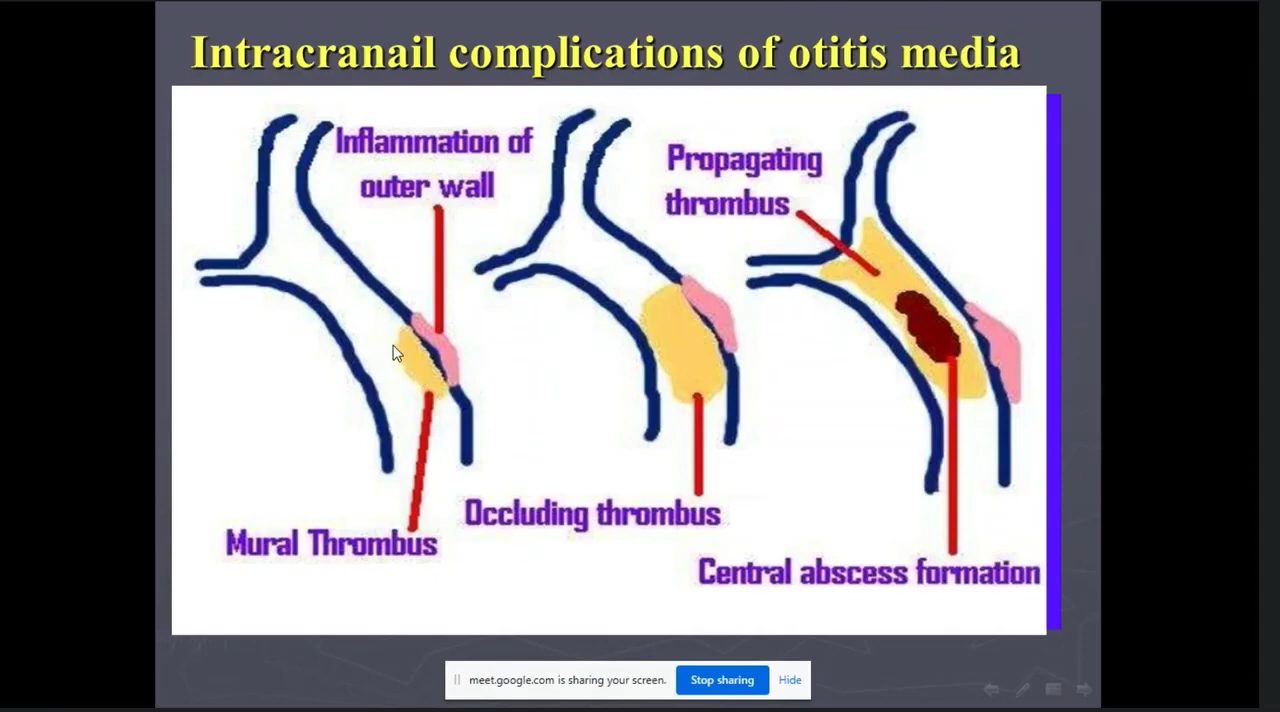 Intracranail complications of otitis media
Inflammation of
outer wall
Propagating
thrombus
Occluding thrombus
Mural Thrombus
Central abscess formation
meet.google.com is sharing your screen.
Stop sharing
Hide